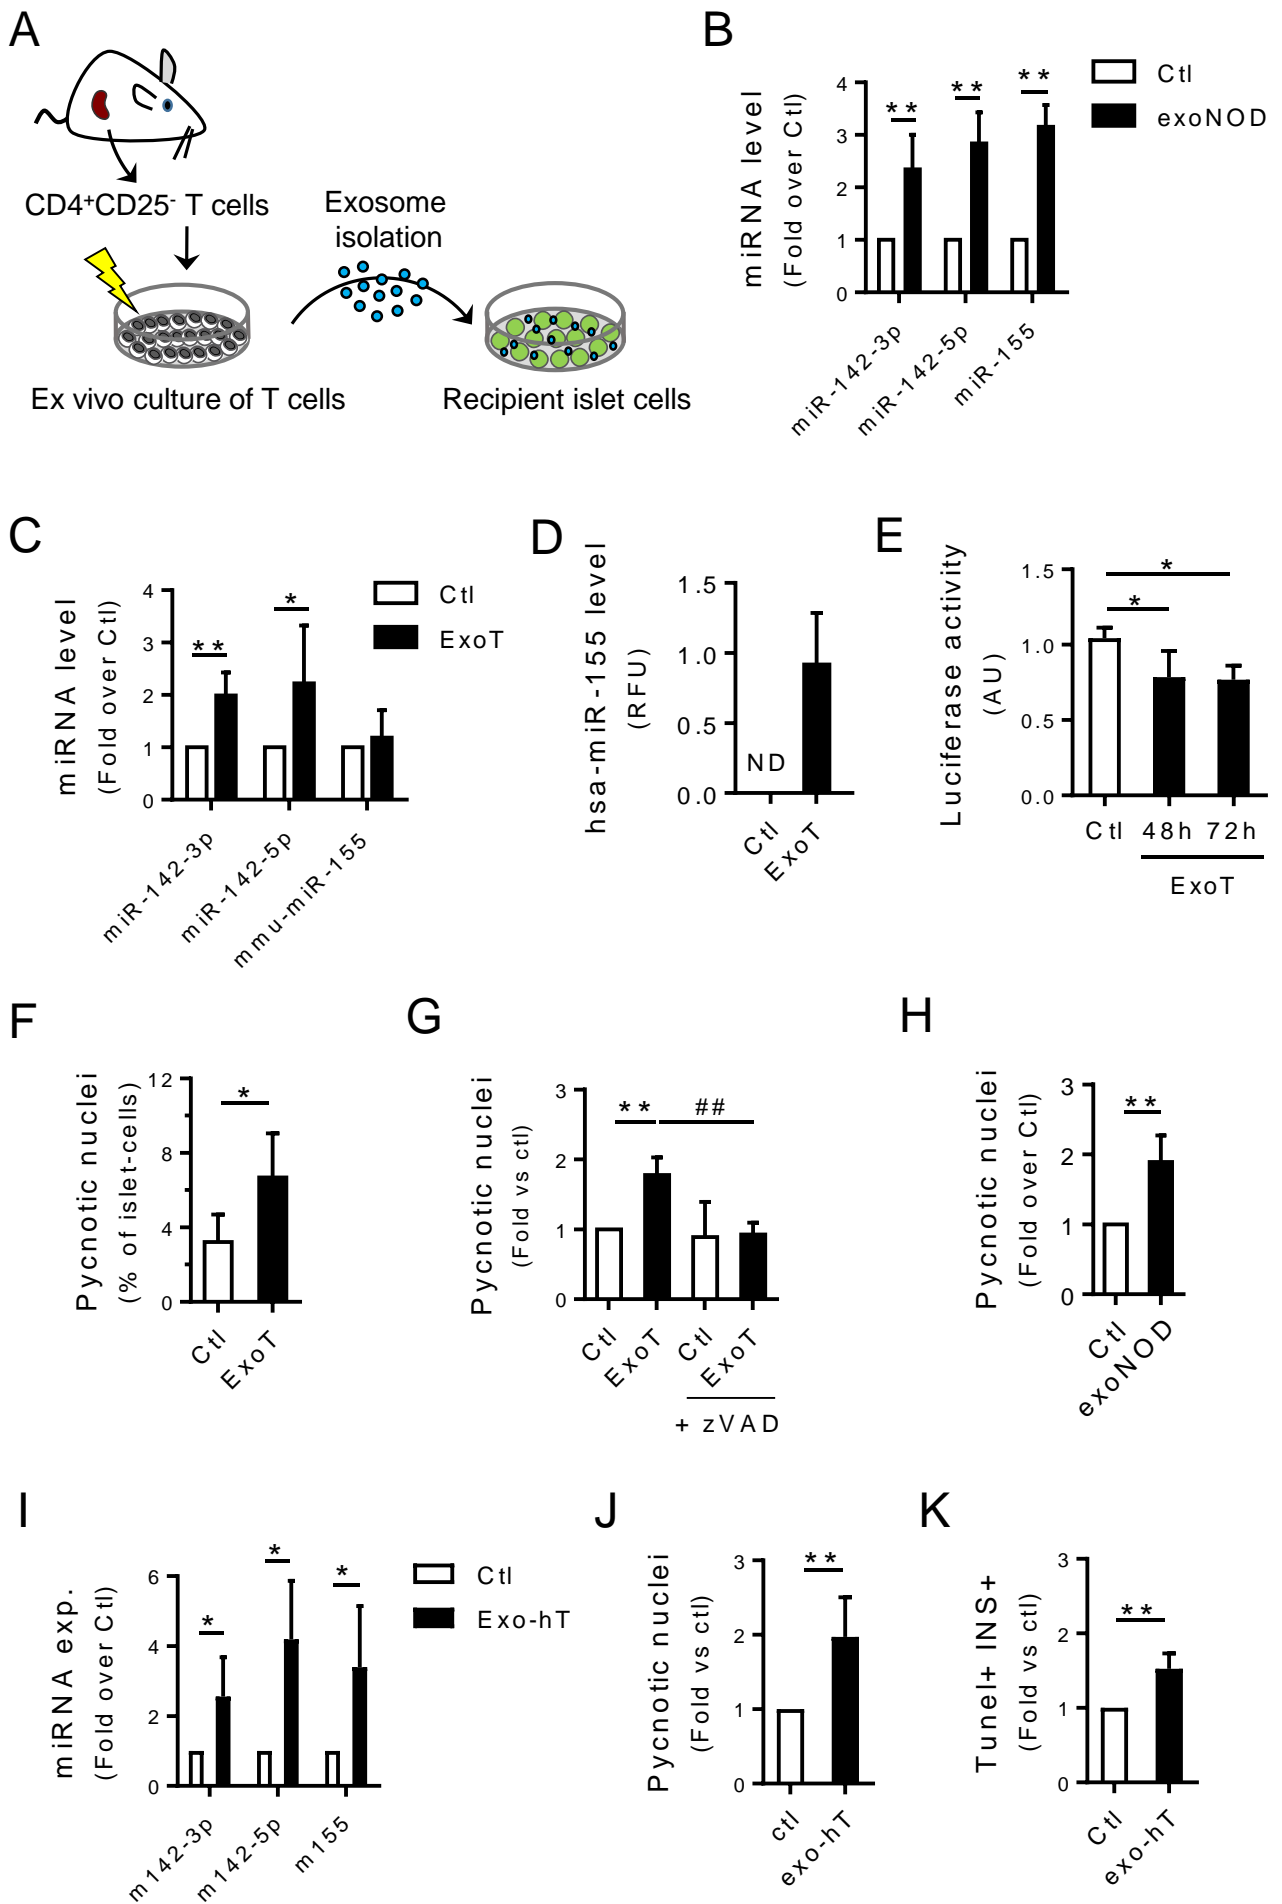 A
CD4+CD25- T cells
Exosome
isolation
Ex vivo culture of T cells
Recipient islet cells
B
miRNA level
(Fold over Ctl)
4
3
2
1
0
** ** **
miR-142-3p
miR-142-5p
miR-155
Ctl
exoNOD
C
miRNA level
(Fold over Ctl)
4
3
2
1
0
** *
miR-142-3p
miR-142-5p
mmu-miR-155
Ctl
ExoT
D
hsa-miR-155 level
(RFU)
1.5
1.0
0.5
0.0
ND
Ctl
ExoT
E
Luciferase activity
(AU)
1.5
1.0
0.5
0.0
*
*
Ctl 48h 72h
ExoT
F
Pycnotic nuclei
(% of islet-cells)
12
8
4
0
*
Ctl
ExoT
G
Pycnotic nuclei
(Fold vs ctl)
3
2
1
0
** ##
Ctl
ExoT
Ctl
ExoT
+ zVAD
H
Pycnotic nuclei
(Fold over Ctl)
3
2
1
0
**
Ctl
exoNOD
I
miRNA exp.
(Fold over Ctl)
6
4
2
0
* * *
m142-3p
m142-5p
m155
Ctl
Exo-hT
J
Pycnotic nuclei
(Fold vs ctl)
3
2
1
0
**
ctl
exo-hT
K
Tunel+ INS+
(Fold vs ctl)
3
2
1
0
**
Ctl
exo-hT